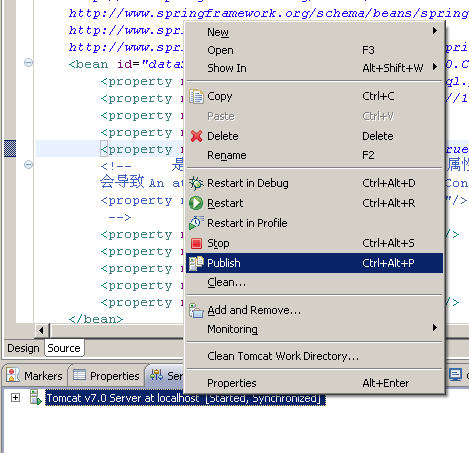 http://www.springframework.org/schema/beans/spring
http://www.s
http://www.s
<bean id="dataS
<property n
<property n
<property n
<property n
<property n
<!-- 是
会导致 An at
<property n
-->
<property n
<property n
<property n
<property n
</bean>
New
Open F3
Show In Alt+Shift+W
Copy Ctrl+C
Paste Ctrl+V
Delete Delete
Rename F2
Restart in Debug Ctrl+Alt+D
Restart Ctrl+Alt+R
Restart in Profile
Stop Ctrl+Alt+S
Publish Ctrl+Alt+P
Clean...
Add and Remove...
Monitoring
Clean Tomcat Work Directory...
Properties Alt+Enter
sprin
0.C
ql.
//1
rue
属性
Con
"/>
/>
/>
/>
/>
Design Source
Markers Properties Ser
Tomcat v7.0 Server at localhost [Started, Synchronized]